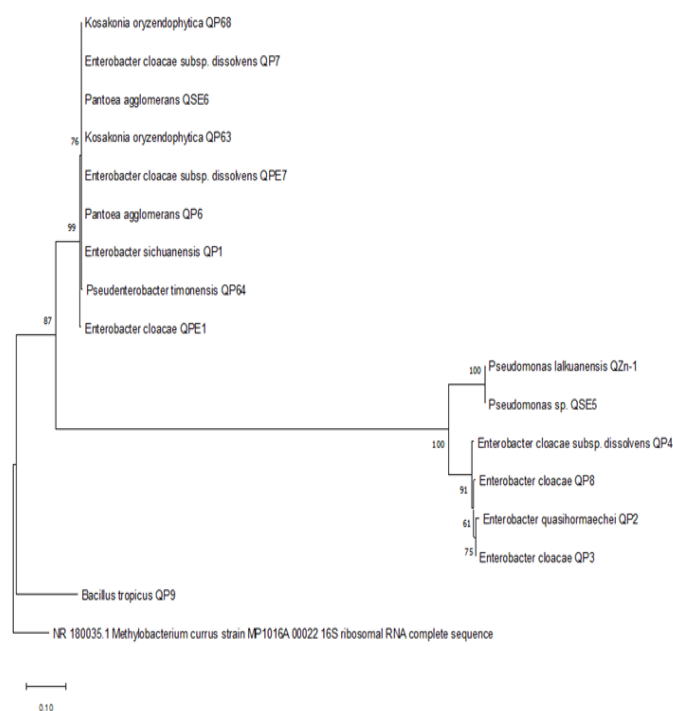 Kosakonia oryzendophytica QP68
Enterobacter cloacae subsp. dissolvens QP7
Pantoea agglomerans QSE6
Kosakonia oryzendophytica QP63
76
Enterobacter cloacae subsp. dissolvens QPE7
Pantoea agglomerans QP6
99
Enterobacter sichuanensis QP1
Pseudenterobacter timonensis QP64
87
Enterobacter cloacae QPE1
100
Pseudomonas lalkuanensis QZn-1
Pseudomonas sp. QSE5
100
Enterobacter cloacae subsp. dissolvens QP4
Enterobacter cloacae QP8
91
Enterobacter quasihormaechei QP2
61
75
Enterobacter cloacae QP3
Bacillus tropicus QP9
NR 180035.1 Methylobacterium currus strain MP1016A 00022 16S ribosomal RNA complete sequence
0.10